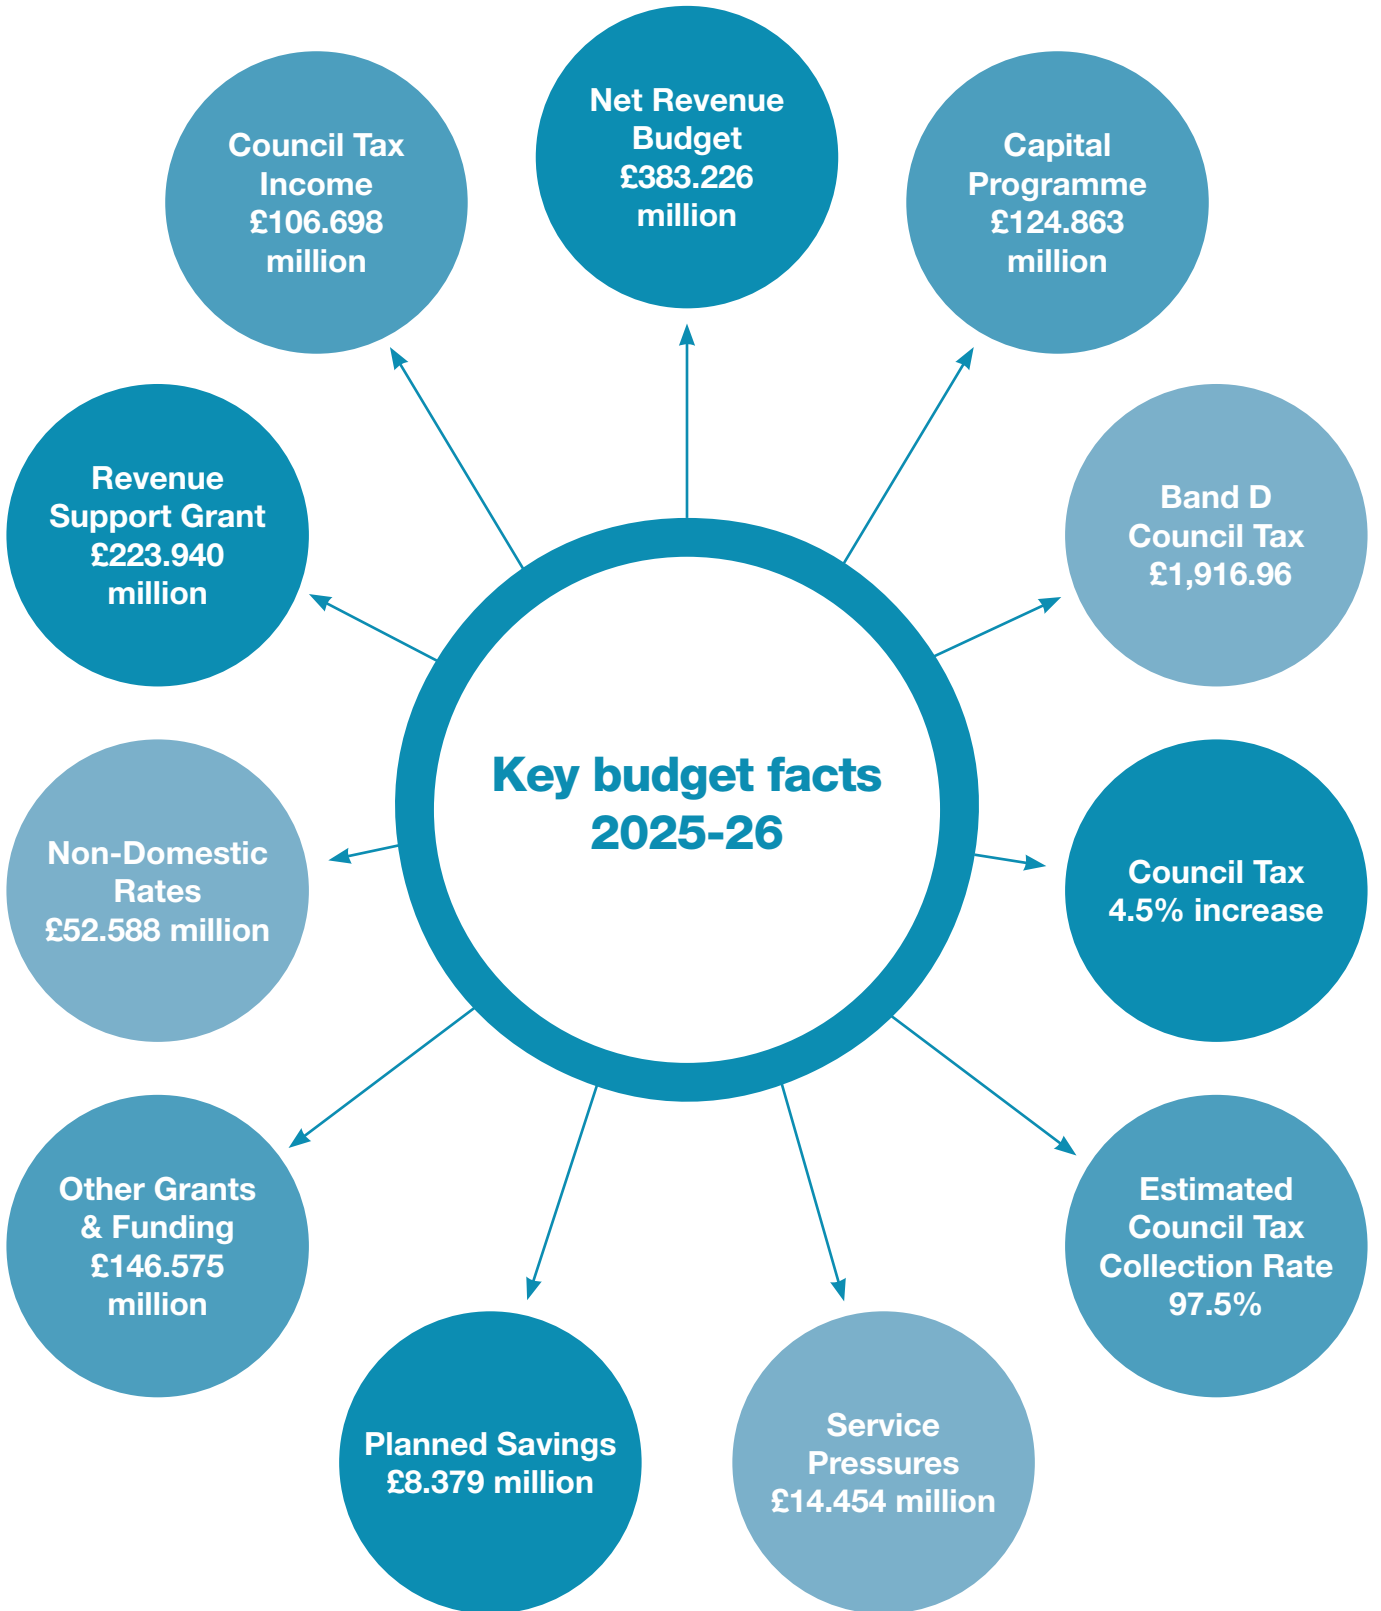 Key budget facts
2025-26
Net Revenue
Budget
£383.226
million
Capital
Programme
£124.863
million
Band D
Council Tax
£1,916.96
Council Tax
4.5% increase
Estimated
Council Tax
Collection Rate
97.5%
Service
Pressures
£14.454 million
Planned Savings
£8.379 million
Other Grants
& Funding
£146.575
million
Non-Domestic
Rates
£52.588 million
Revenue
Support Grant
£223.940
million
Council Tax
Income
£106.698
million